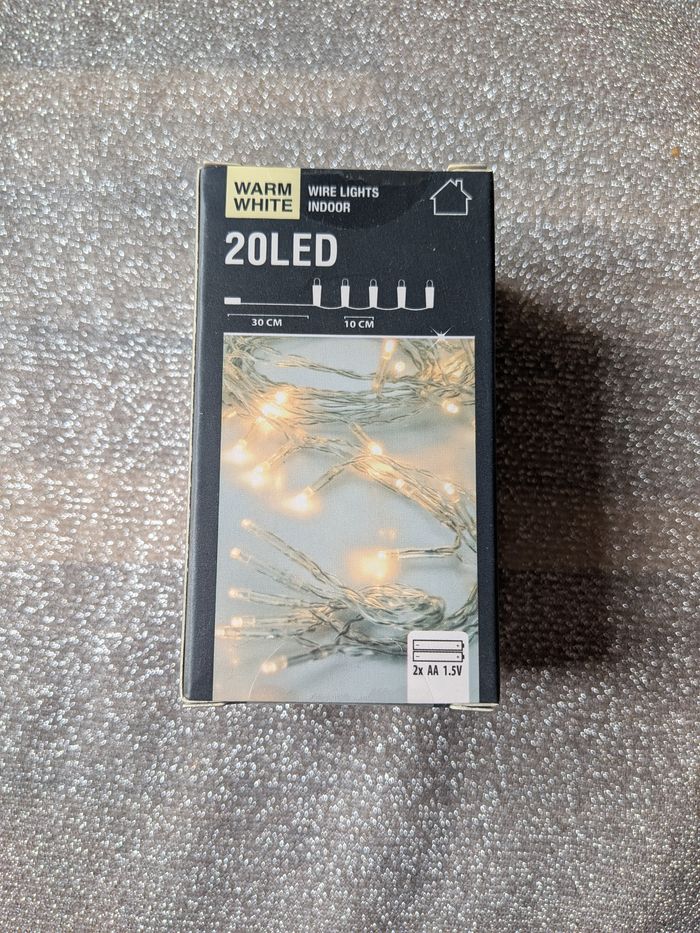 WARM
WHITE
WIRE LIGHTS
INDOOR
20LED
30 CM
10 CM
2x AA 1.5V